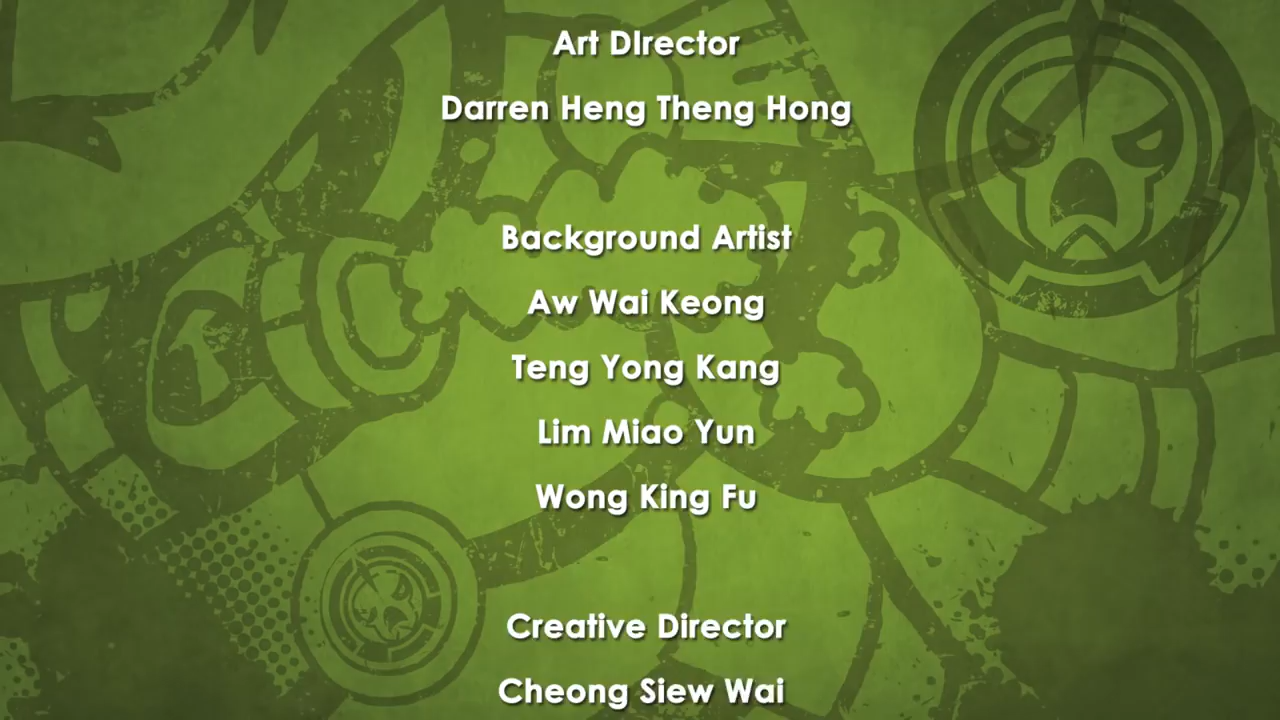 Art DIrector
Darren Heng Theng Hong
Background Artist
Aw Wai Keong
Teng Yong Kang
Lim Miao Yun
Wong King Fu
Creative Director
Cheong Siew Wai